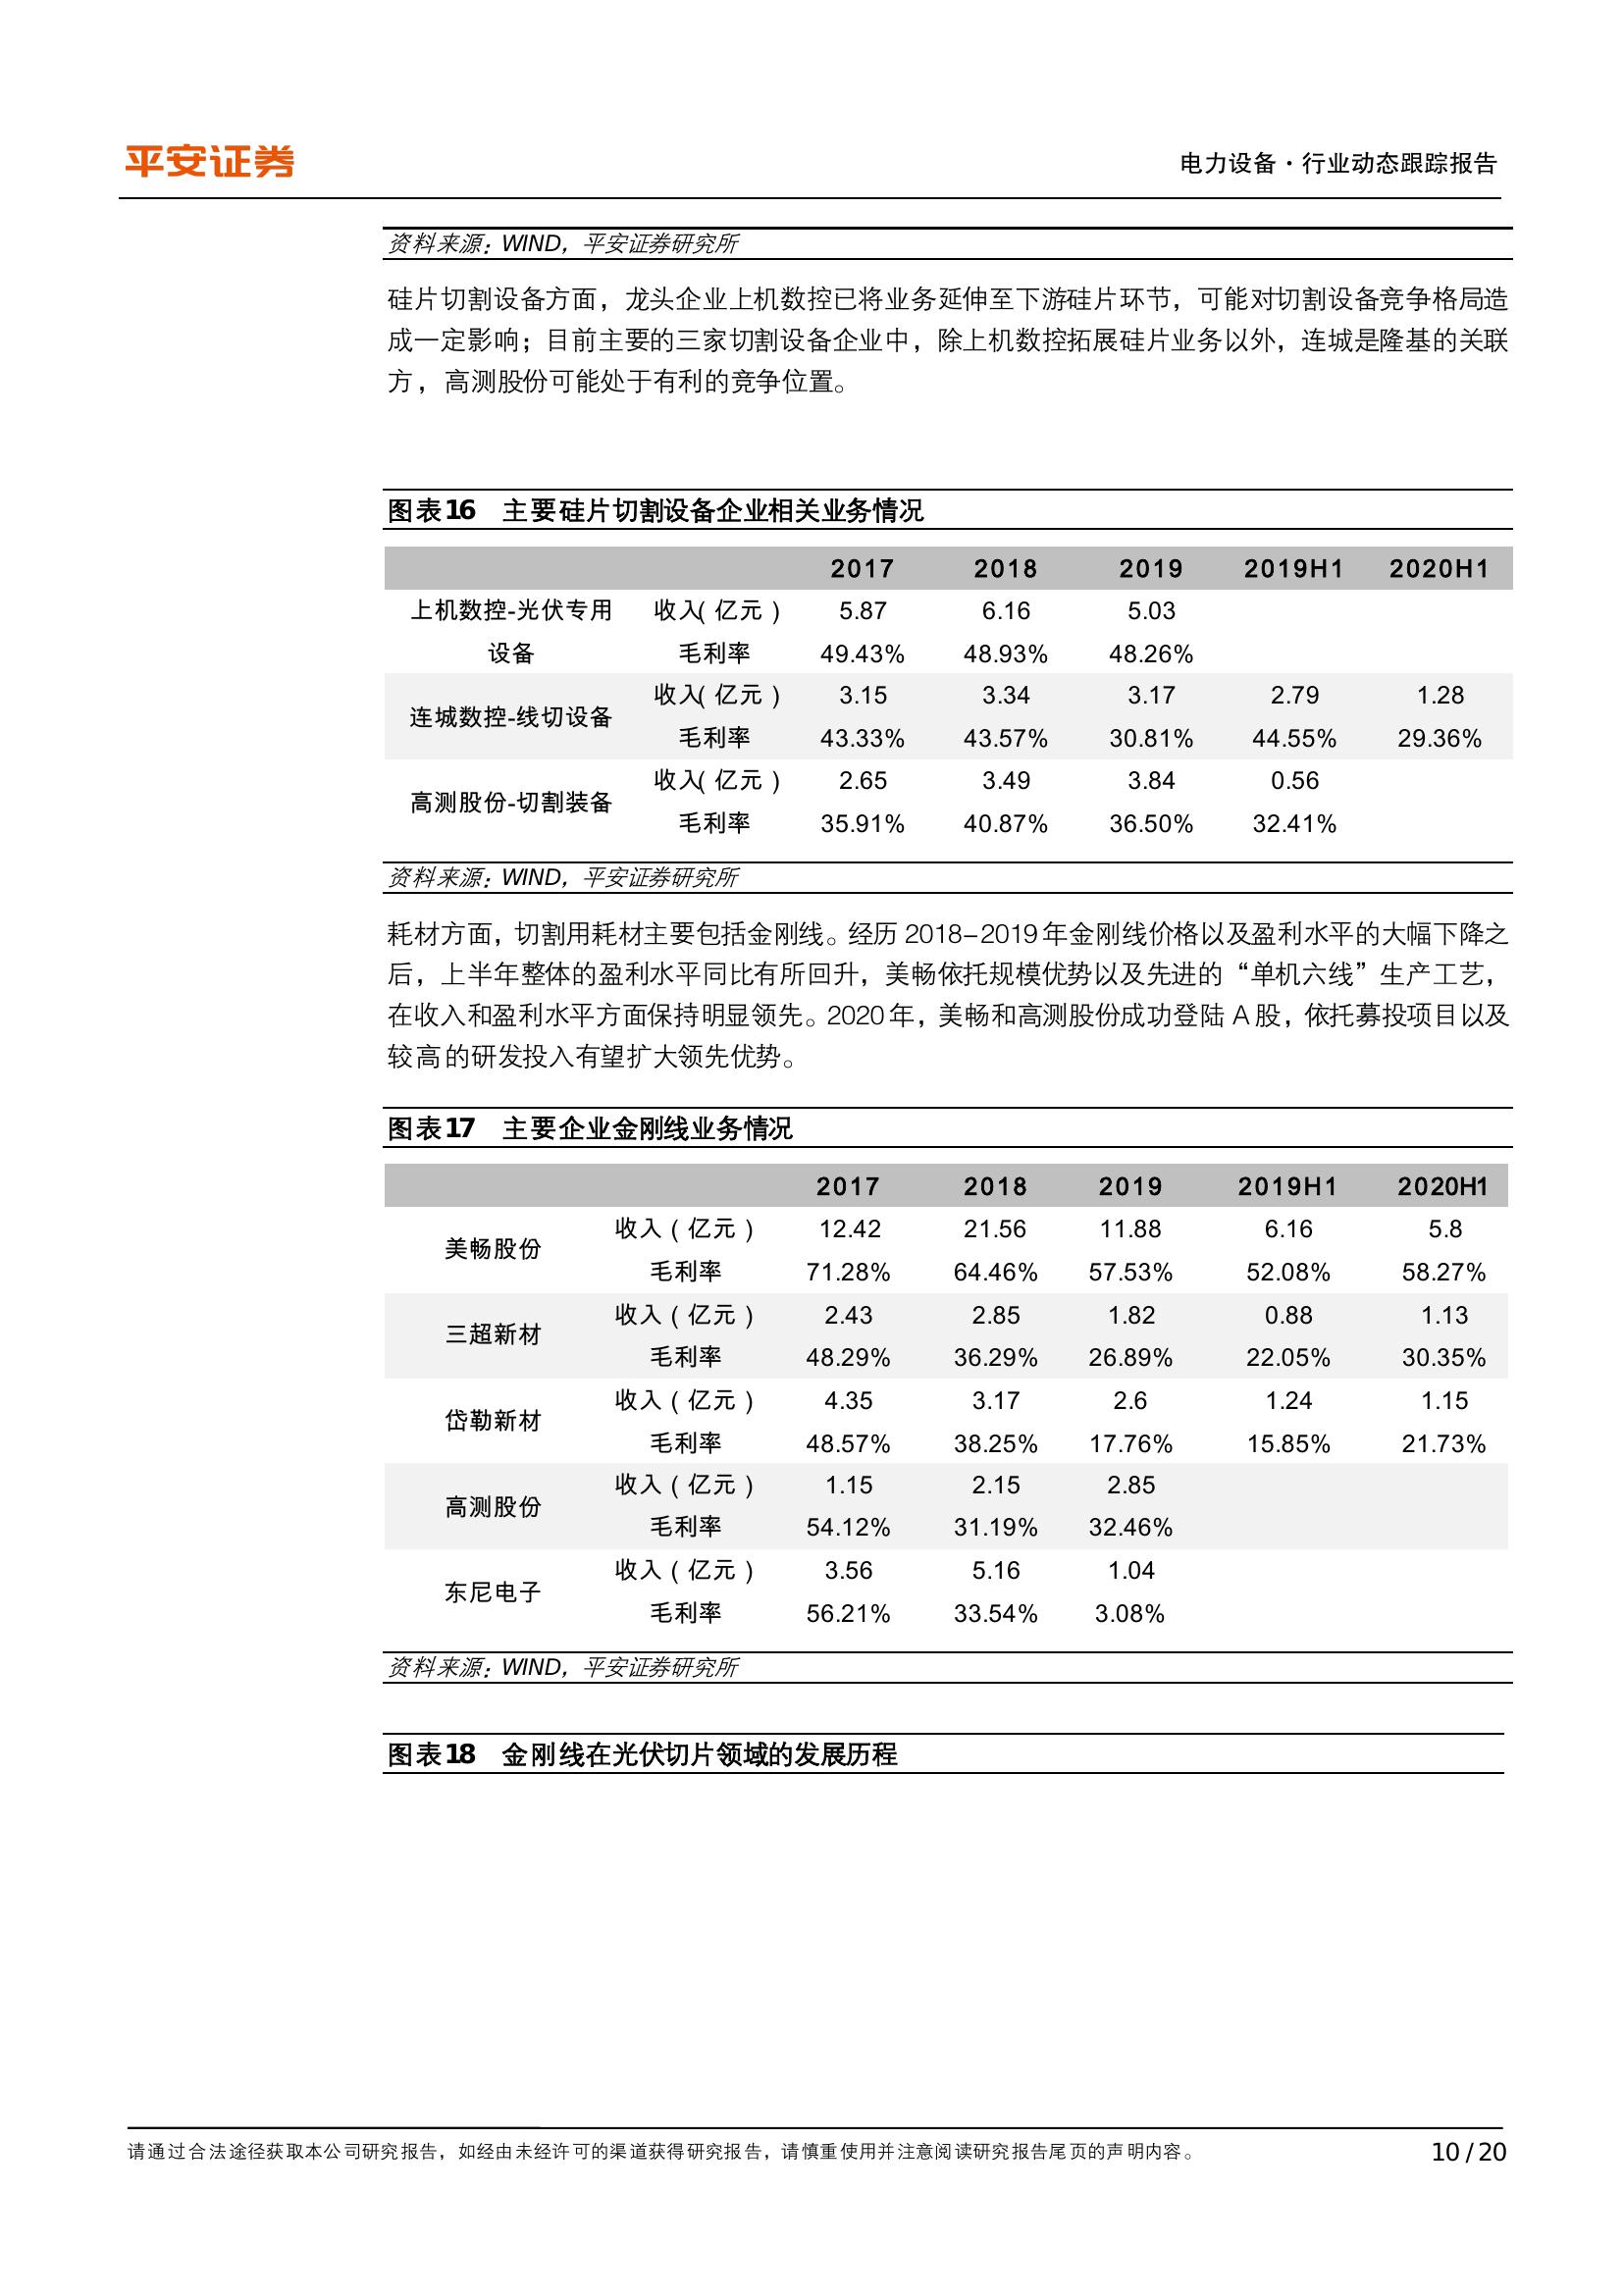 平安证券
电力设备·行业动态跟踪报告
资料来源：WIND，平安证券研究所
硅片切割设备方面，龙头企业上机数控已将业务延伸至下游硅片环节，可能对切割设备竞争格局造
成一定影响；目前主要的三家切割设备企业中，除上机数控拓展硅片业务以外，连城是隆基的关联
方，高测股份可能处于有利的竞争位置。
图表16 主要硅片切割设备企业相关业务情况
2017 2018 2019 2019H1 2020H1
上机数控-光伏专用 收入(亿元) 5.87 6.16 5.03
设备 毛利率 49.43% 48.93% 48.26%
连城数控-线切设备 收入(亿元) 3.15 3.34 3.17 2.79 1.28
毛利率 43.33% 43.57% 30.81% 44.55% 29.36%
高测股份-切割装备 收入(亿元) 2.65 3.49 3.84 0.56
毛利率 35.91% 40.87% 36.50% 32.41%
资料来源：WIND，平安证券研究所
耗材方面，切割用耗材主要包括金刚线。经历 2018-2019 年金刚线价格以及盈利水平的大幅下降之
后，上半年整体的盈利水平同比有所回升，美畅依托规模优势以及先进的“单机六线”生产工艺，
在收入和盈利水平方面保持明显领先。2020 年，美畅和高测股份成功登陆 A 股，依托募投项目以及
较高的研发投入有望扩大领先优势。
图表17 主要企业金刚线业务情况
2017 2018 2019 2019H1 2020H1
美畅股份 收入(亿元) 12.42 21.56 11.88 6.16 5.8
毛利率 71.28% 64.46% 57.53% 52.08% 58.27%
三超新材 收入(亿元) 2.43 2.85 1.82 0.88 1.13
毛利率 48.29% 36.29% 26.89% 22.05% 30.35%
岱勒新材 收入(亿元) 4.35 3.17 2.6 1.24 1.15
毛利率 48.57% 38.25% 17.76% 15.85% 21.73%
高测股份 收入(亿元) 1.15 2.15 2.85
毛利率 54.12% 31.19% 32.46%
东尼电子 收入(亿元) 3.56 5.16 1.04
毛利率 56.21% 33.54% 3.08%
资料来源：WIND，平安证券研究所
图表18 金刚线在光伏切片领域的发展历程
请通过合法途径获取本公司研究报告，如经由未经许可的渠道获得研究报告，请慎重使用并注意阅读研究报告尾页的声明内容。
10 / 20